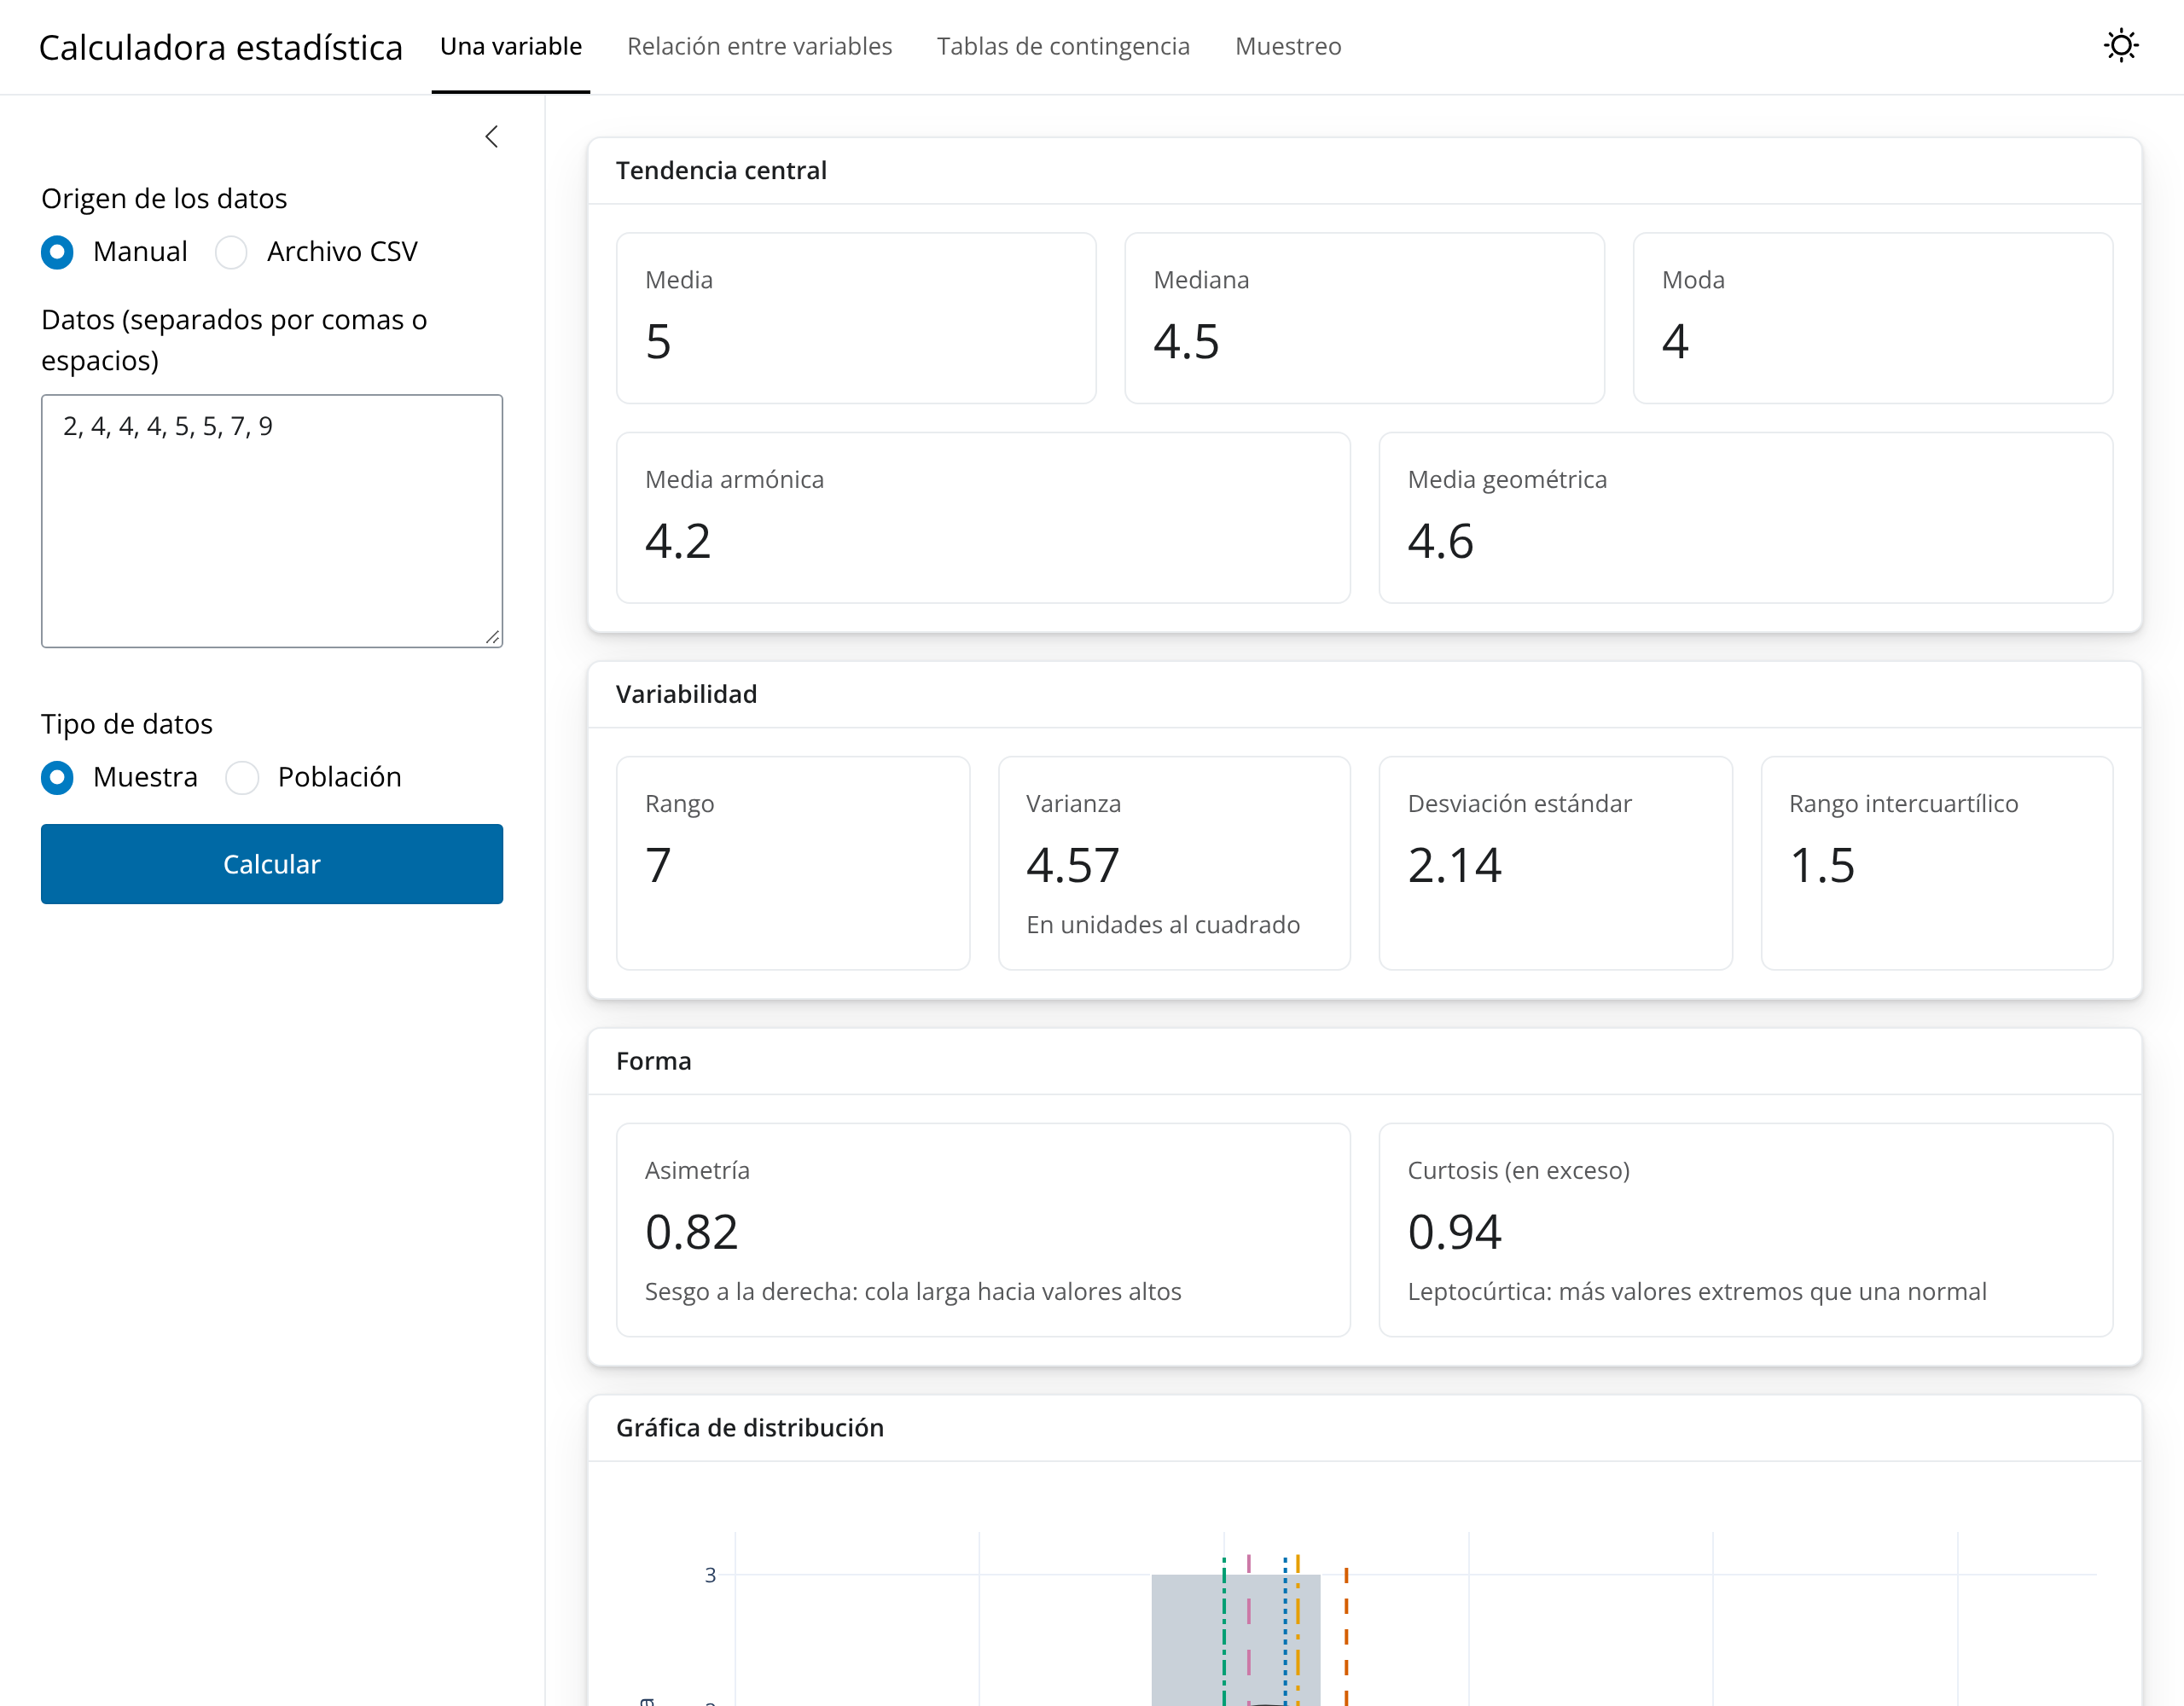 Calculadora estadística
Una variable
Relación entre variables
Tablas de contingencia
Muestreo
Origen de los datos
Manual
Archivo CSV
Datos (separados por comas o
espacios)
2, 4, 4, 4, 5, 5, 7, 9
Tipo de datos
Muestra
Población
Calcular
Tendencia central
Media
5
Mediana
4.5
Moda
4
Media armónica
4.2
Media geométrica
4.6
Variabilidad
Rango
7
Varianza
4.57
En unidades al cuadrado
Desviación estándar
2.14
Rango intercuartílico
1.5
Forma
Asimetría
0.82
Sesgo a la derecha: cola larga hacia valores altos
Curtosis (en exceso)
0.94
Leptocúrtica: más valores extremos que una normal
Gráfica de distribución
3